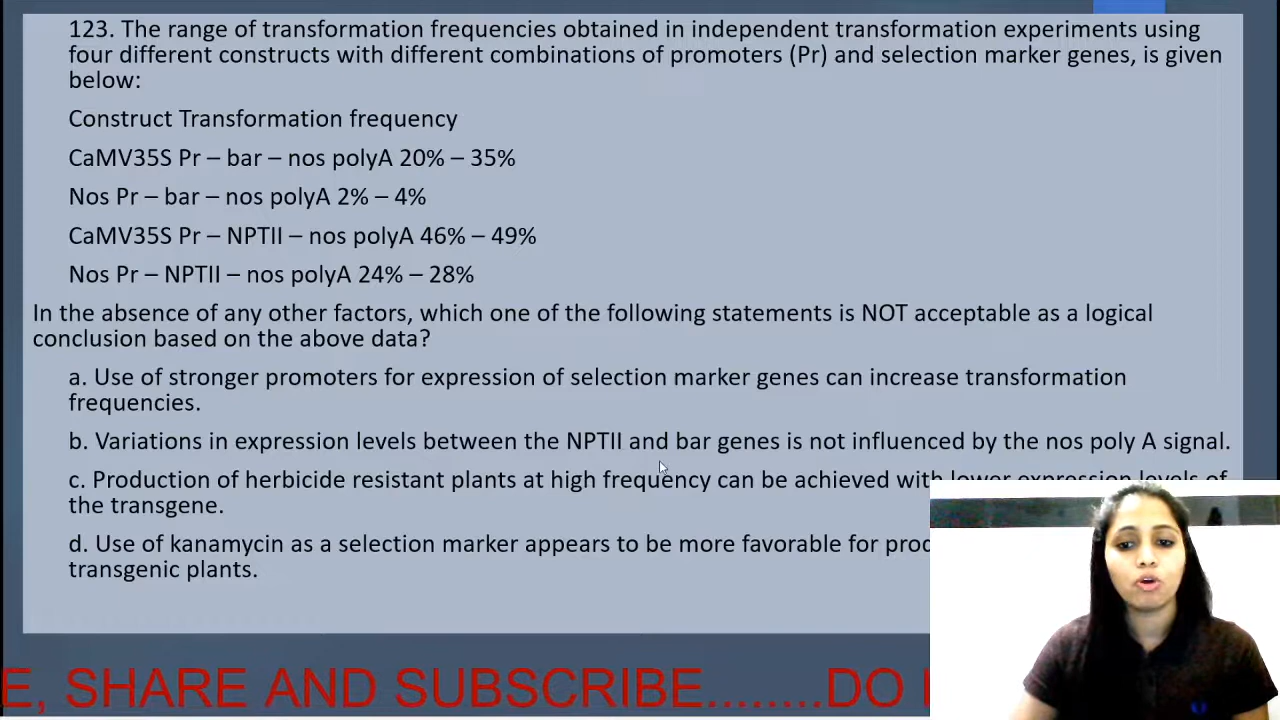 123. The range of transformation frequencies obtained in independent transformation experiments using
four different constructs with different combinations of promoters (Pr) and selection marker genes, is given
below:
Construct Transformation frequency
CaMV35S Pr – bar – nos polyA 20% – 35%
Nos Pr – bar – nos polyA 2% – 4%
CaMV35S Pr – NPTII – nos polyA 46% – 49%
Nos Pr – NPTII – nos polyA 24% – 28%
In the absence of any other factors, which one of the following statements is NOT acceptable as a logical
conclusion based on the above data?
a. Use of stronger promoters for expression of selection marker genes can increase transformation
frequencies.
b. Variations in expression levels between the NPTII and bar genes is not influenced by the nos poly A signal.
c. Production of herbicide resistant plants at high frequency can be achieved with lower expression levels of
the transgene.
d. Use of kanamycin as a selection marker appears to be more favorable for
transgenic plants.
E, SHARE AND SUBSCRIBE........DO